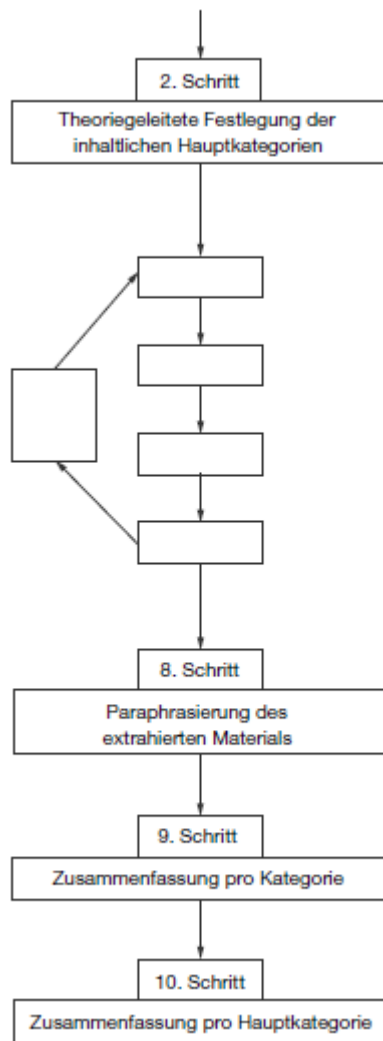 2. Schritt
Theoriegeleitete Festlegung der
inhaltlichen Hauptkategorien
8. Schritt
Paraphrasierung des
extrahierten Materials
9. Schritt
Zusammenfassung pro Kategorie
10. Schritt
Zusammenfassung pro Hauptkategorie